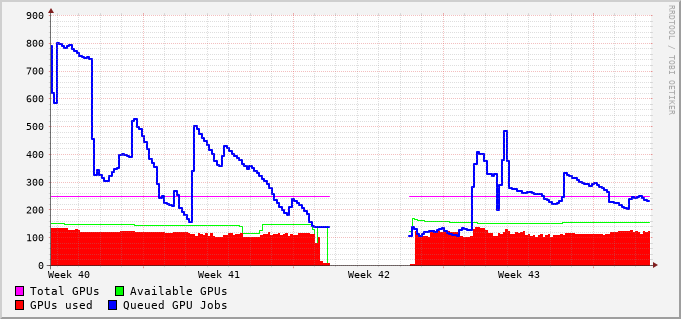 900
800
700
600
500
400
300
200
100
0
Week 40 Week 41 Week 42 Week 43
Total GPUs Available GPUs
GPUs used Queued GPU Jobs
RRDTOOL / TOBI OETIKER